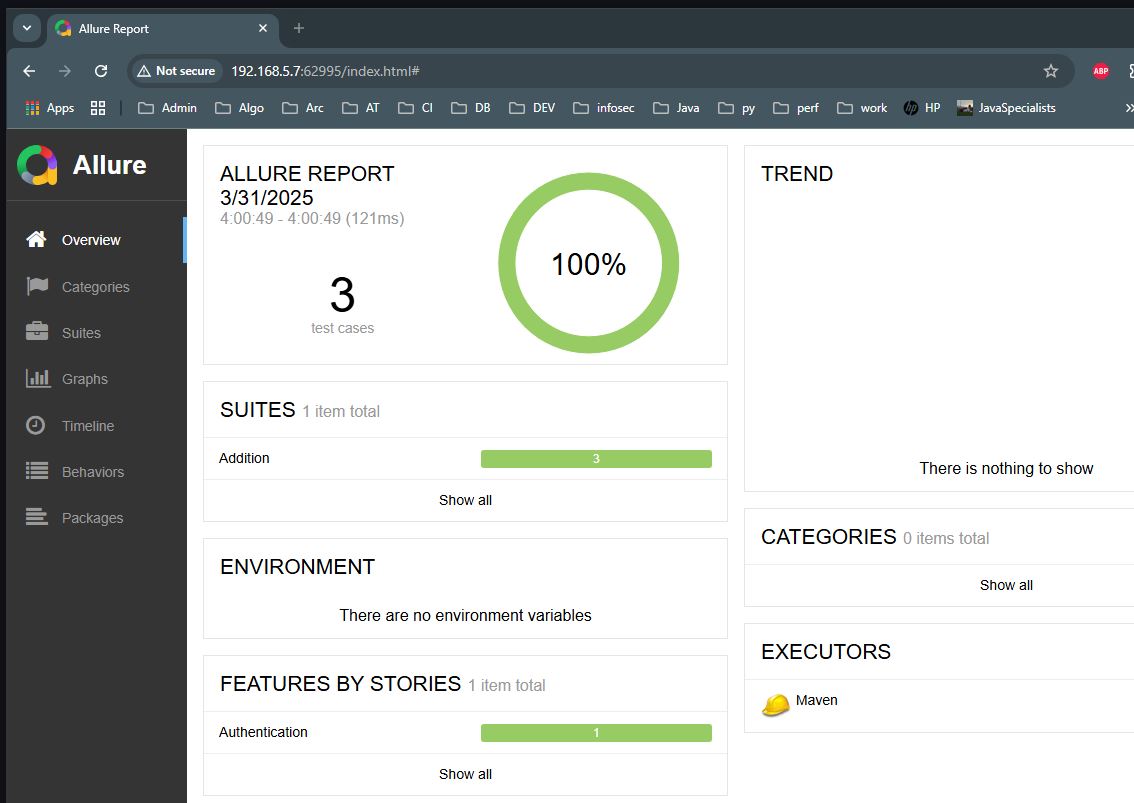 Allure Report
Not secure 192.168.5.7:62995/index.html#
ABP
Apps Admin Algo Arc AT CI DB DEV infosec Java py perf work HP JavaSpecialists »
Allure
Overview
Categories
Suites
Graphs
Timeline
Behaviors
Packages
ALLURE REPORT
3/31/2025
4:00:49 - 4:00:49 (121ms)
3
test cases
100%
SUITES 1 item total
Addition 3
Show all
ENVIRONMENT
There are no environment variables
FEATURES BY STORIES 1 item total
Authentication 1
Show all
TREND
There is nothing to show
CATEGORIES 0 items total
Show all
EXECUTORS
Maven